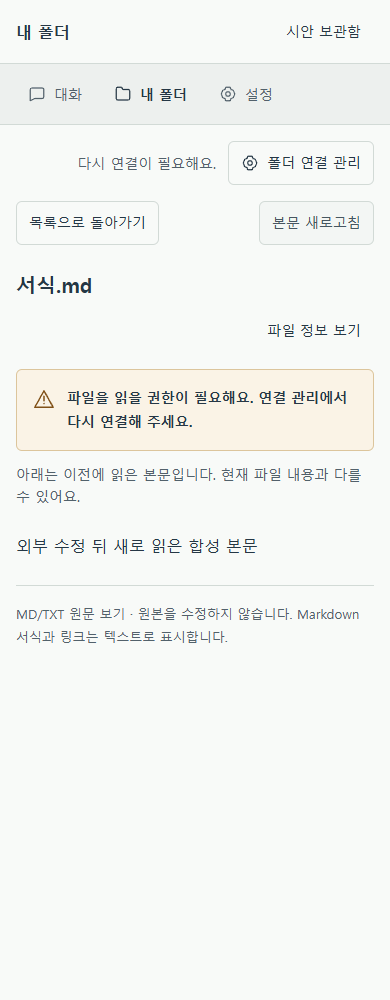 내 폴더
시안 보관함
대화
내 폴더
설정
다시 연결이 필요해요.
폴더 연결 관리
목록으로 돌아가기
본문 새로고침
서식.md
파일 정보 보기
파일을 읽을 권한이 필요해요. 연결 관리에서
다시 연결해 주세요.
아래는 이전에 읽은 본문입니다. 현재 파일 내용과 다를
수 있어요.
외부 수정 뒤 새로 읽은 합성 본문
MD/TXT 원문 보기 · 원본을 수정하지 않습니다. Markdown
서식과 링크는 텍스트로 표시합니다.